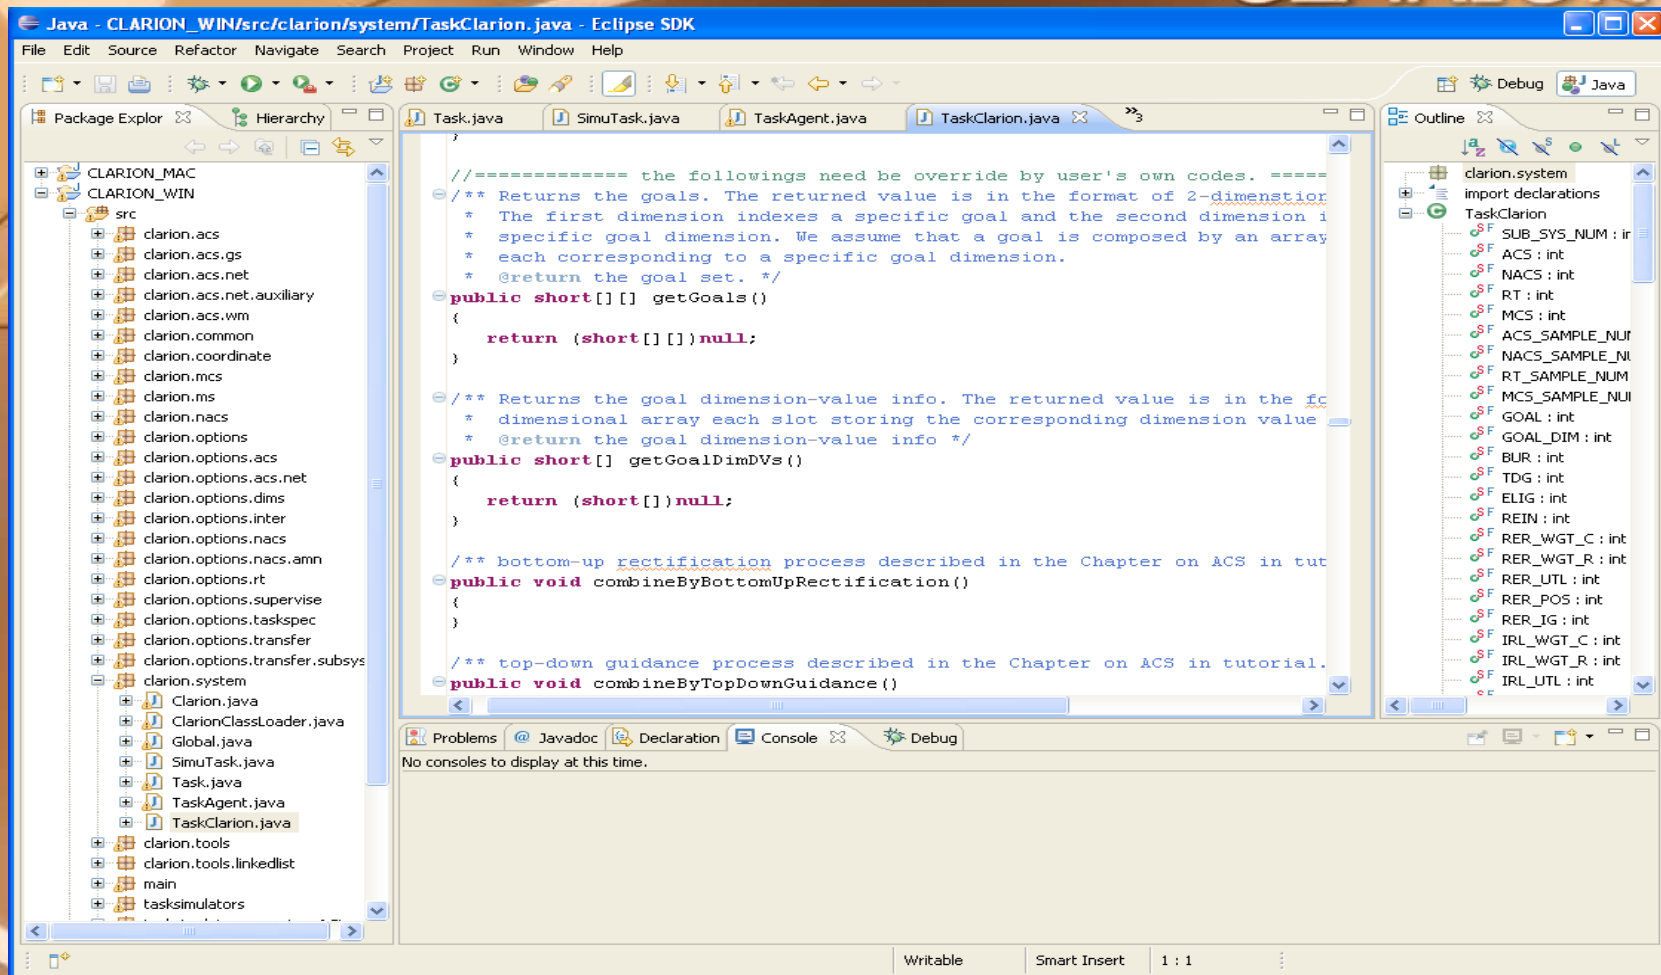 Java - CLARION_WIN/src/clarion/system/TaskClarion.java - Eclipse SDK
File Edit Source Refactor Navigate Search Project Run Window Help
Debug Java
Package Explor Hierarchy
CLARION_MAC
CLARION_WIN
src
clarion.acs
clarion.acs.gs
clarion.acs.net
clarion.acs.net.auxiliary
clarion.acs.wm
clarion.common
clarion.coordinate
clarion.mcs
clarion.ms
clarion.nacs
clarion.options
clarion.options.acs
clarion.options.acs.net
clarion.options.dims
clarion.options.inter
clarion.options.nacs
clarion.options.nacs.amn
clarion.options.rt
clarion.options.supervise
clarion.options.taskspec
clarion.options.transfer
clarion.options.transfer.subsys
clarion.system
Clarion.java
ClarionClassLoader.java
Global.java
SimuTask.java
Task.java
TaskAgent.java
TaskClarion.java
clarion.tools
clarion.tools.linkedlist
main
tasksimulators
Task.java SimuTask.java TaskAgent.java TaskClarion.java »3
}
//============= the followings need be override by user's own codes. =====
/** Returns the goals. The returned value is in the format of 2-dimenstion
* The first dimension indexes a specific goal and the second dimension i
* specific goal dimension. We assume that a goal is composed by an array
* each corresponding to a specific goal dimension.
* @return the goal set. */
public short[][] getGoals()
{
return (short[][])null;
}
/** Returns the goal dimension-value info. The returned value is in the fo
* dimensional array each slot storing the corresponding dimension value
* @return the goal dimension-value info */
public short[] getGoalDimDVs()
{
return (short[])null;
}
/** bottom-up rectification process described in the Chapter on ACS in tut
public void combineByBottomUpRectification()
{
}
/** top-down guidance process described in the Chapter on ACS in tutorial.
public void combineByTopDownGuidance()
Outline
clarion.system
import declarations
TaskClarion
SUB_SYS_NUM : ir
ACS : int
NACS : int
RT : int
MCS : int
ACS_SAMPLE_NUM
NACS_SAMPLE_NU
RT_SAMPLE_NUM
MCS_SAMPLE_NUM
GOAL : int
GOAL_DIM : int
BUR : int
TDG : int
ELIG : int
REIN : int
RER_WGT_C : int
RER_WGT_R : int
RER_UTL : int
RER_POS : int
RER_IG : int
IRL_WGT_C : int
IRL_WGT_R : int
IRL_UTL : int
Problems Javadoc Declaration Console Debug
No consoles to display at this time.
Writable Smart Insert 1 : 1